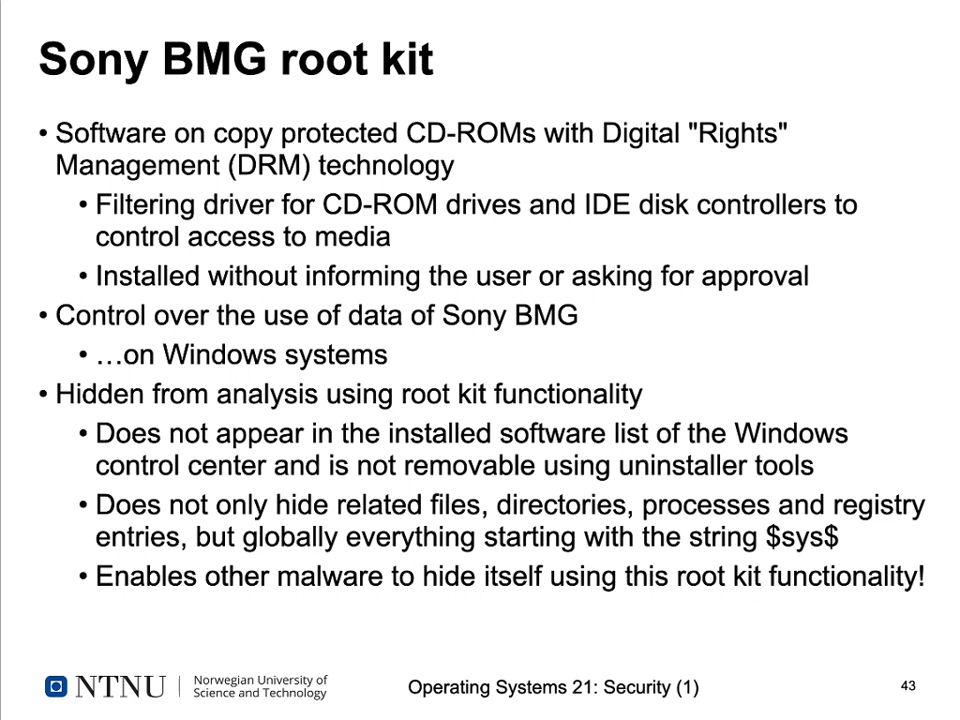 Sony BMG root kit
• Software on copy protected CD-ROMs with Digital "Rights"
Management (DRM) technology
• Filtering driver for CD-ROM drives and IDE disk controllers to
control access to media
• Installed without informing the user or asking for approval
• Control over the use of data of Sony BMG
• …on Windows systems
• Hidden from analysis using root kit functionality
• Does not appear in the installed software list of the Windows
control center and is not removable using uninstaller tools
• Does not only hide related files, directories, processes and registry
entries, but globally everything starting with the string $sys$
• Enables other malware to hide itself using this root kit functionality!
NTNU
Norwegian University of
Science and Technology
Operating Systems 21: Security (1)
43